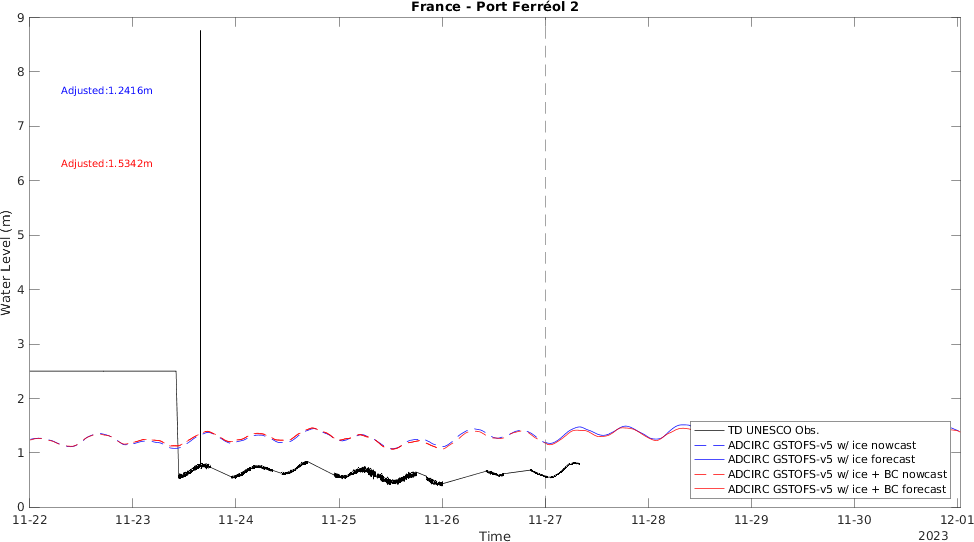 France - Port Ferréol 2
9
8
7
6
5
4
3
2
1
0
Water Level (m)
Adjusted:1.2416m
Adjusted:1.5342m
TD UNESCO Obs.
ADCIRC GSTOFS-v5 w/ ice nowcast
ADCIRC GSTOFS-v5 w/ ice forecast
ADCIRC GSTOFS-v5 w/ ice + BC nowcast
ADCIRC GSTOFS-v5 w/ ice + BC forecast
11-22 11-23 11-24 11-25 11-26 11-27 11-28 11-29 11-30 12-01
Time
2023